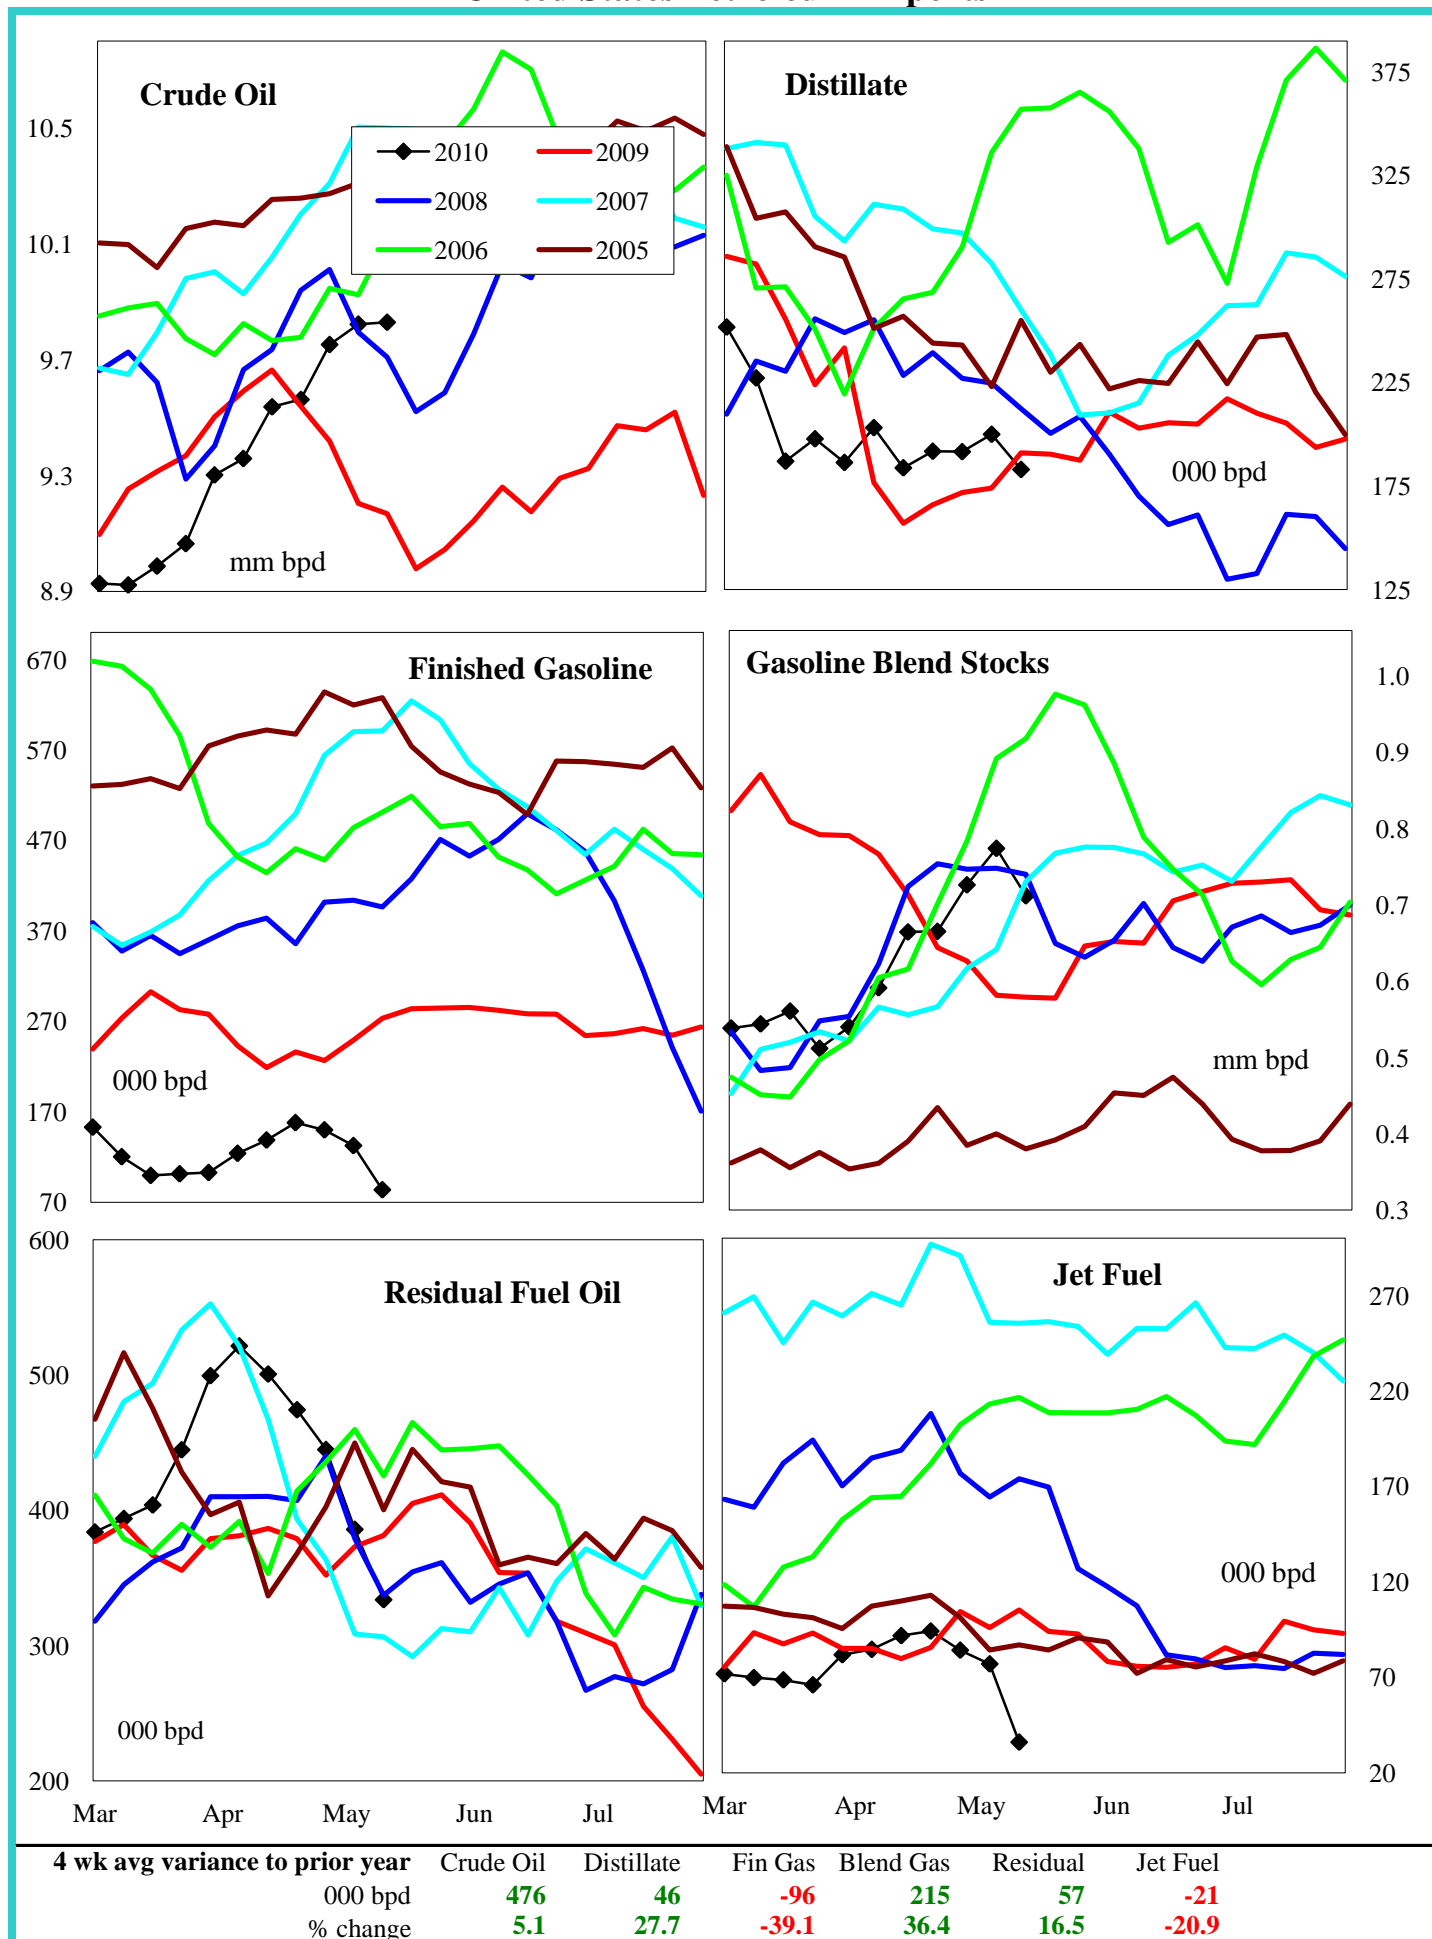 Crude Oil
Distillate
10.5
10.1
9.7
9.3
8.9
2010
2009
2008
2007
2006
2005
mm bpd
375
325
275
225
175
125
000 bpd
Finished Gasoline
Gasoline Blend Stocks
670
570
470
370
270
170
70
000 bpd
1.0
0.9
0.8
0.7
0.6
0.5
0.4
0.3
mm bpd
Residual Fuel Oil
Jet Fuel
600
500
400
300
200
000 bpd
270
220
170
120
70
20
000 bpd
Mar Apr May Jun Jul
Mar Apr May Jun Jul
4 wk avg variance to prior year Crude Oil Distillate Fin Gas Blend Gas Residual Jet Fuel
000 bpd 476 46 -96 215 57 -21
% change 5.1 27.7 -39.1 36.4 16.5 -20.9